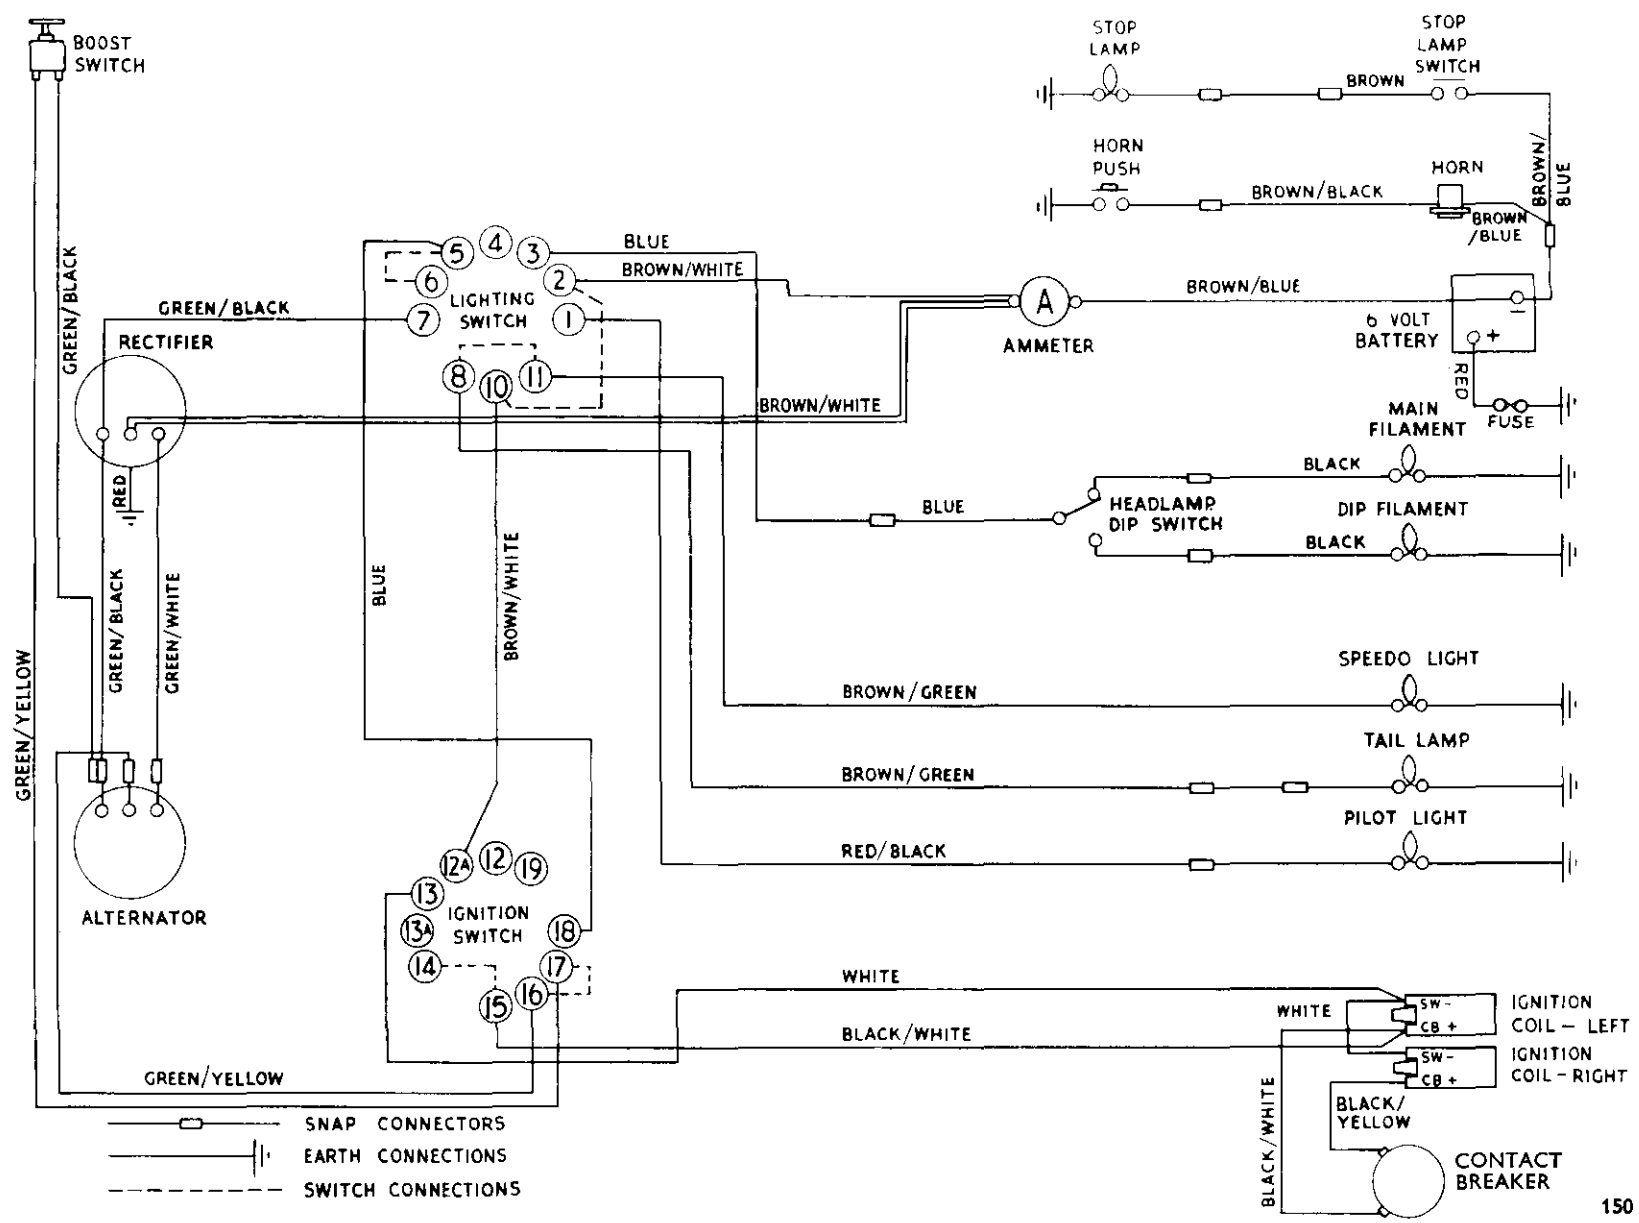 BOOST
SWITCH
STOP
LAMP
STOP
LAMP
SWITCH
BROWN
HORN
PUSH
HORN
BROWN/BLACK
BROWN
/BLUE
BROWN/
BLUE
GREEN/BLACK
5
4
3
6
2
7
1
8
10
11
LIGHTING
SWITCH
BLUE
BROWN/WHITE
GREEN/BLACK
RECTIFIER
A
AMMETER
BROWN/BLUE
6 VOLT
BATTERY
-
+
RED
FUSE
BROWN/WHITE
RED
MAIN
FILAMENT
BLACK
HEADLAMP
DIP SWITCH
BLUE
DIP FILAMENT
BLACK
GREEN/BLACK
GREEN/WHITE
BLUE
BROWN/WHITE
GREEN/YELLOW
SPEEDO LIGHT
BROWN/GREEN
TAIL LAMP
BROWN/GREEN
PILOT LIGHT
RED/BLACK
ALTERNATOR
12A
12
19
13
13A
14
15
16
17
18
IGNITION
SWITCH
WHITE
BLACK/WHITE
WHITE
SW-
CB +
IGNITION
COIL - LEFT
SW-
CB +
IGNITION
COIL-RIGHT
GREEN/YELLOW
BLACK/
YELLOW
BLACK/WHITE
CONTACT
BREAKER
SNAP CONNECTORS
EARTH CONNECTIONS
SWITCH CONNECTIONS
150